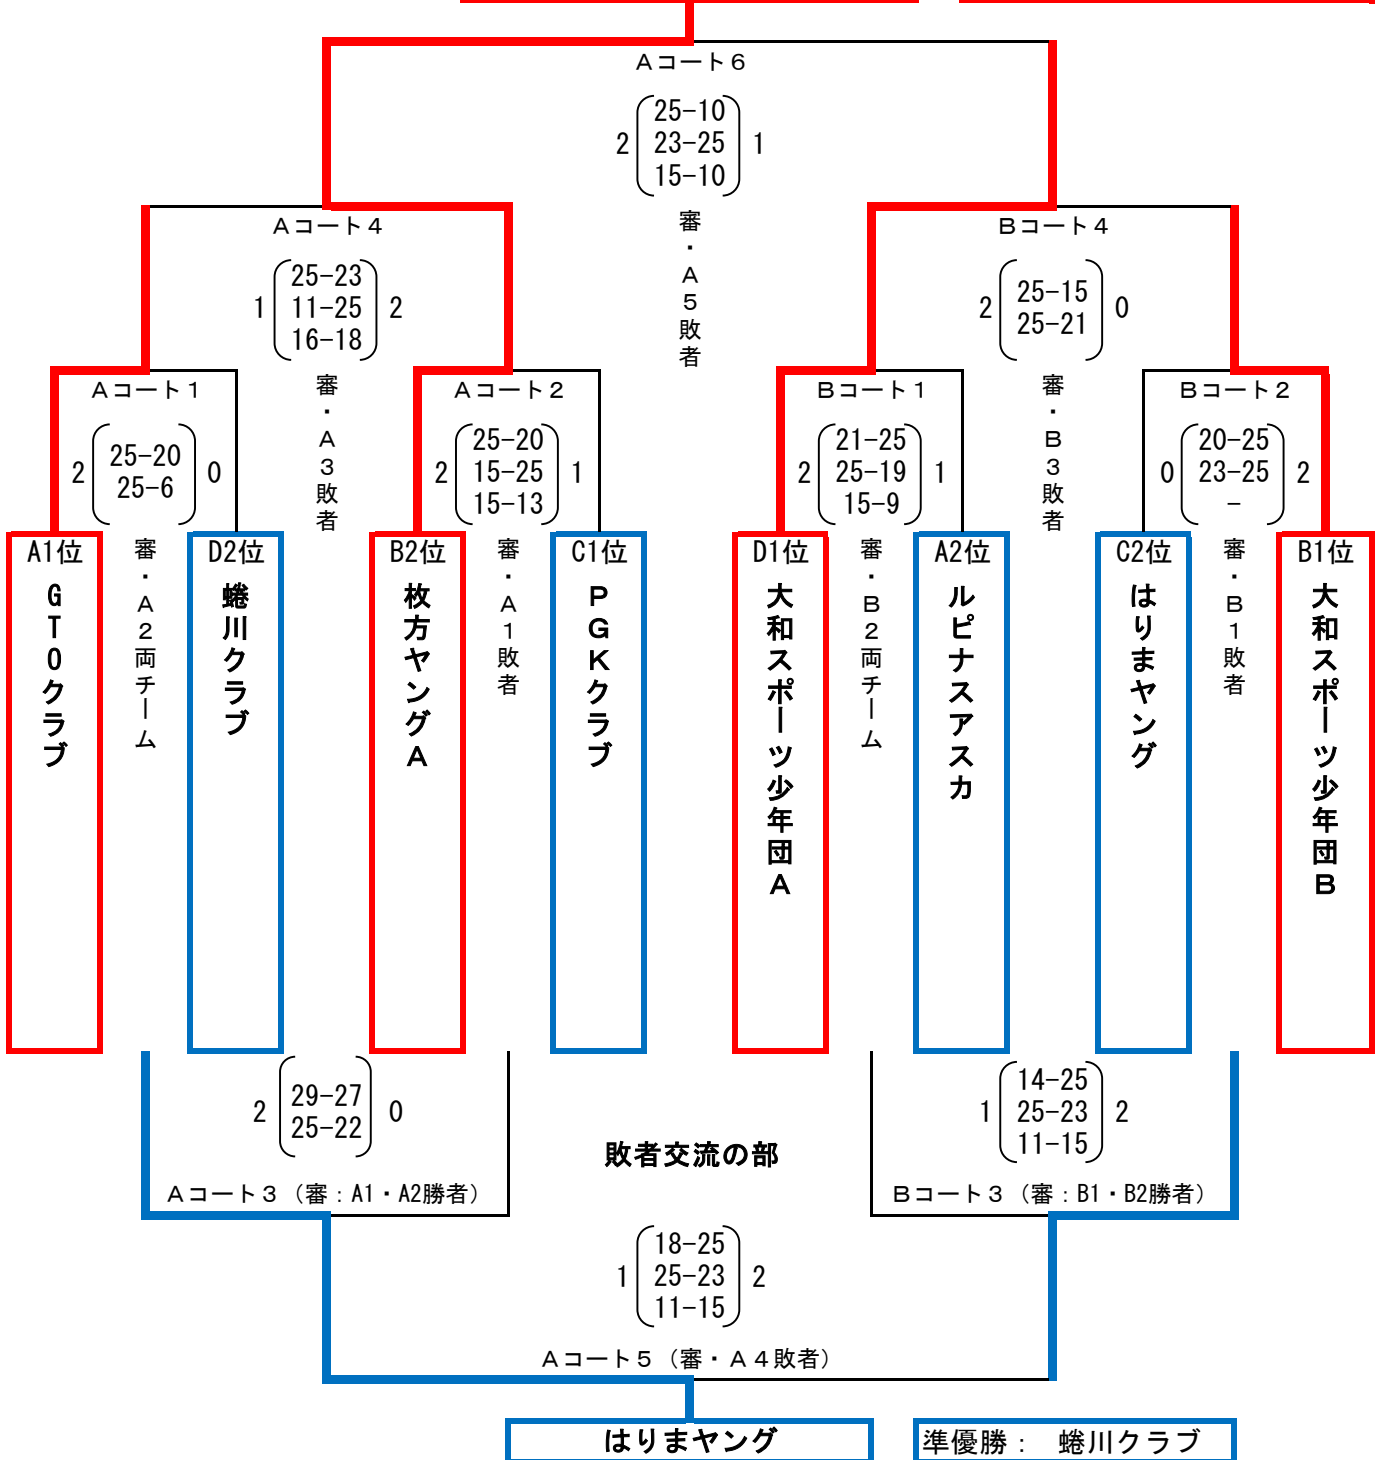 Aコート6
2 25-10 1
23-25
15-10
審・A5敗者
Aコート4
1 25-23 2
11-25
16-18
審・A3敗者
Bコート4
2 25-15 0
25-21
審・B3敗者
Aコート1
2 25-20 0
25-6
審・A2両チーム
Aコート2
2 25-20 1
15-25
15-13
審・A1敗者
Bコート1
2 21-25 1
25-19
15-9
審・B2両チーム
Bコート2
0 20-25 2
23-25
-
審・B1敗者
A1位
GTOクラブ
D2位
蜷川クラブ
B2位
枚方ヤングA
C1位
PGKクラブ
D1位
大和スポーツ少年団A
A2位
ルピナスアスカ
C2位
はりまヤング
B1位
大和スポーツ少年団B
2 29-27 0
25-22
Aコート3（審：A1・A2勝者）
1 14-25 2
25-23
11-15
Bコート3（審：B1・B2勝者）
敗者交流の部
1 18-25 2
25-23
11-15
Aコート5（審・A4敗者）
はりまヤング
準優勝： 蜷川クラブ